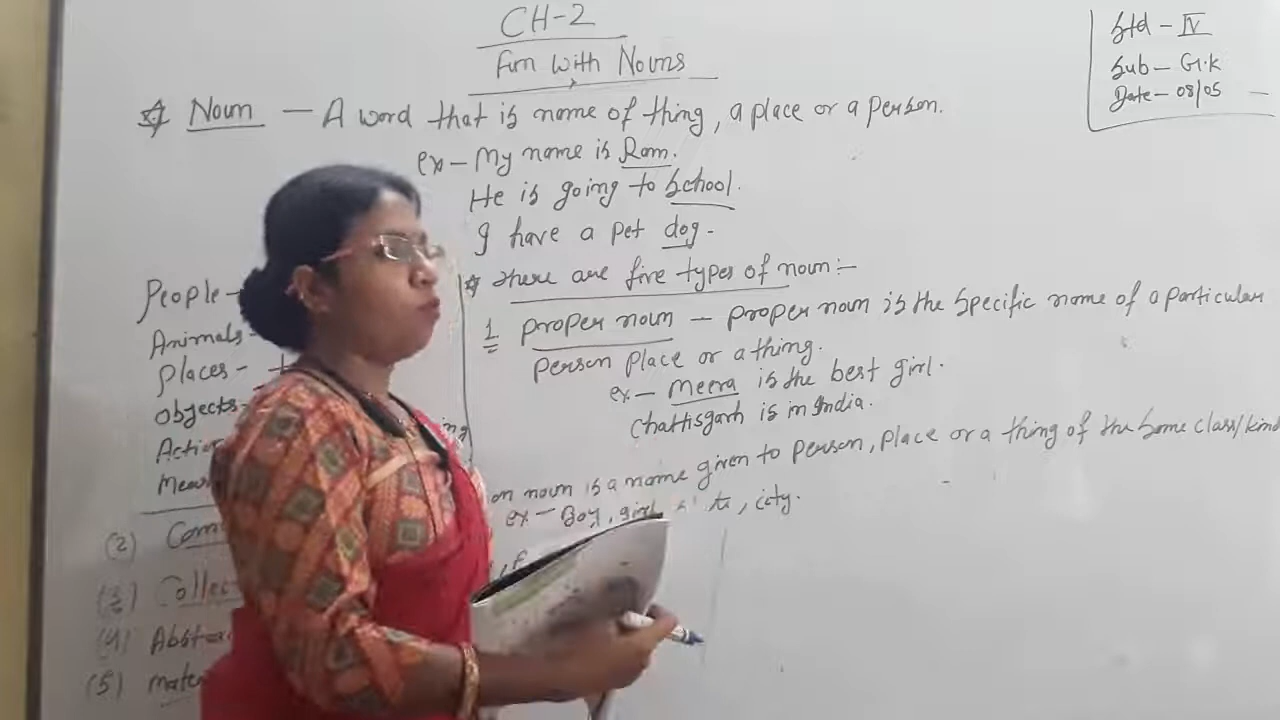 CH-2
Fun with Nouns
Std - IV
Sub - G.K
Date - 08/05
Noun - A word that is name of thing, a place or a person.
ex - My name is Ram.
He is going to school.
I have a pet dog.
There are five types of noun :-
1 Proper noun - proper noun is the specific name of a particular
person place or a thing.
ex - Meera is the best girl.
Chattisgarh is in India.
People -
Animals -
Places -
Objects -
Actio
Meas
ing
(2) Com
on noun is a name given to person, place or a thing of the same class/kind
ex - Boy, girl, city.
(3) Collec
(4) Abstra
(5) mate